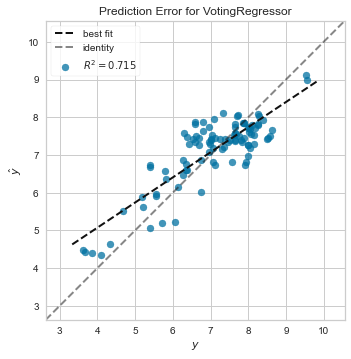 Prediction Error for VotingRegressor
best fit
identity
R² = 0.715
ŷ
10
9
8
7
6
5
4
3
3 4 5 6 7 8 9 10
y